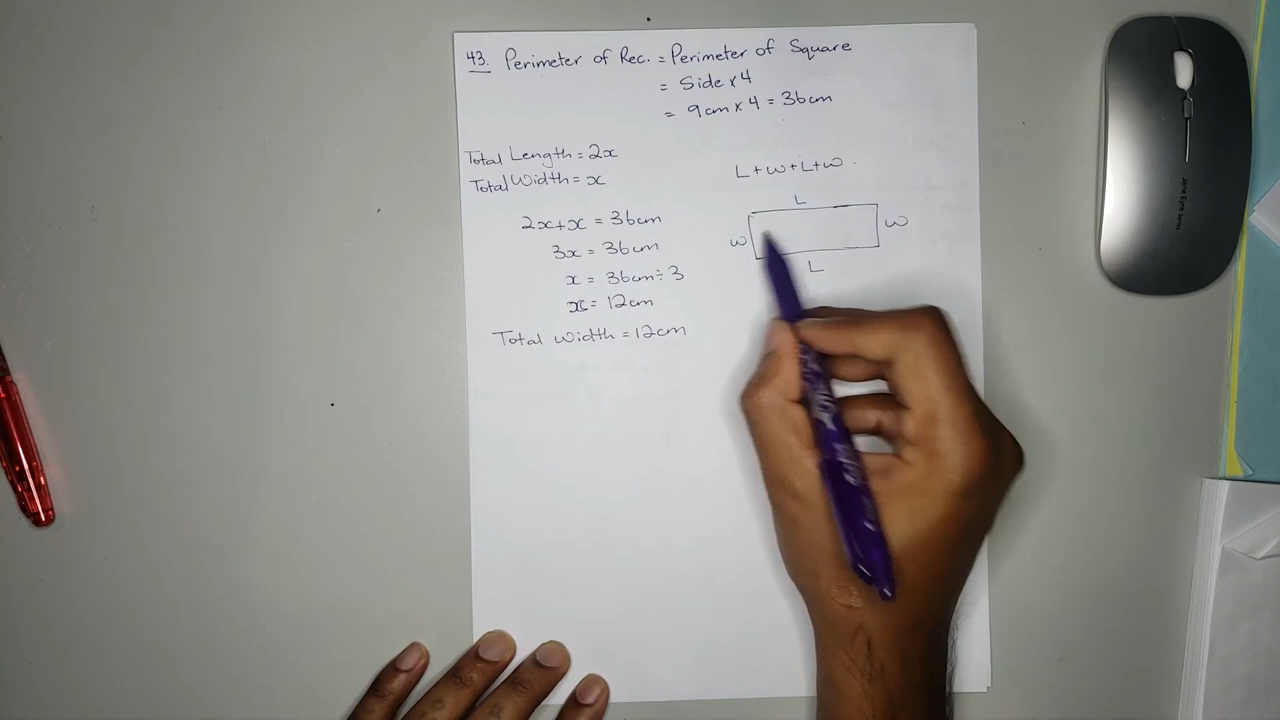 43. Perimeter of Rec. = Perimeter of Square
= Side x 4
= 9cm x 4 = 36cm
Total Length = 2x
Total Width = x
L+w+L+w.
2x+x = 36cm
3x = 36cm
x = 36cm ÷ 3
x = 12cm
Total width = 12cm
L
w
w
L